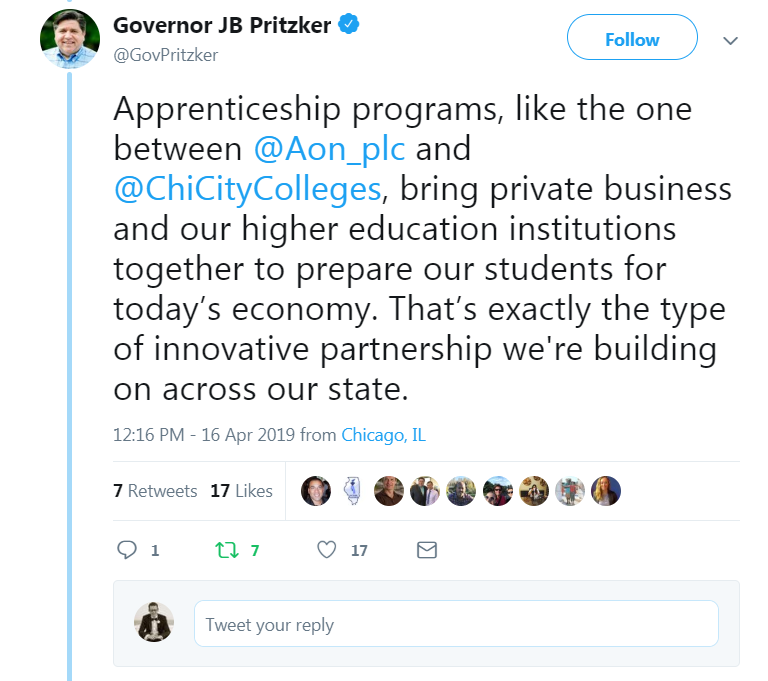 Governor JB Pritzker
@GovPritzker
Follow
Apprenticeship programs, like the one
between @Aon_plc and
@ChiCityColleges, bring private business
and our higher education institutions
together to prepare our students for
today’s economy. That’s exactly the type
of innovative partnership we're building
on across our state.
12:16 PM - 16 Apr 2019 from Chicago, IL
7 Retweets 17 Likes
1 7 17
Tweet your reply